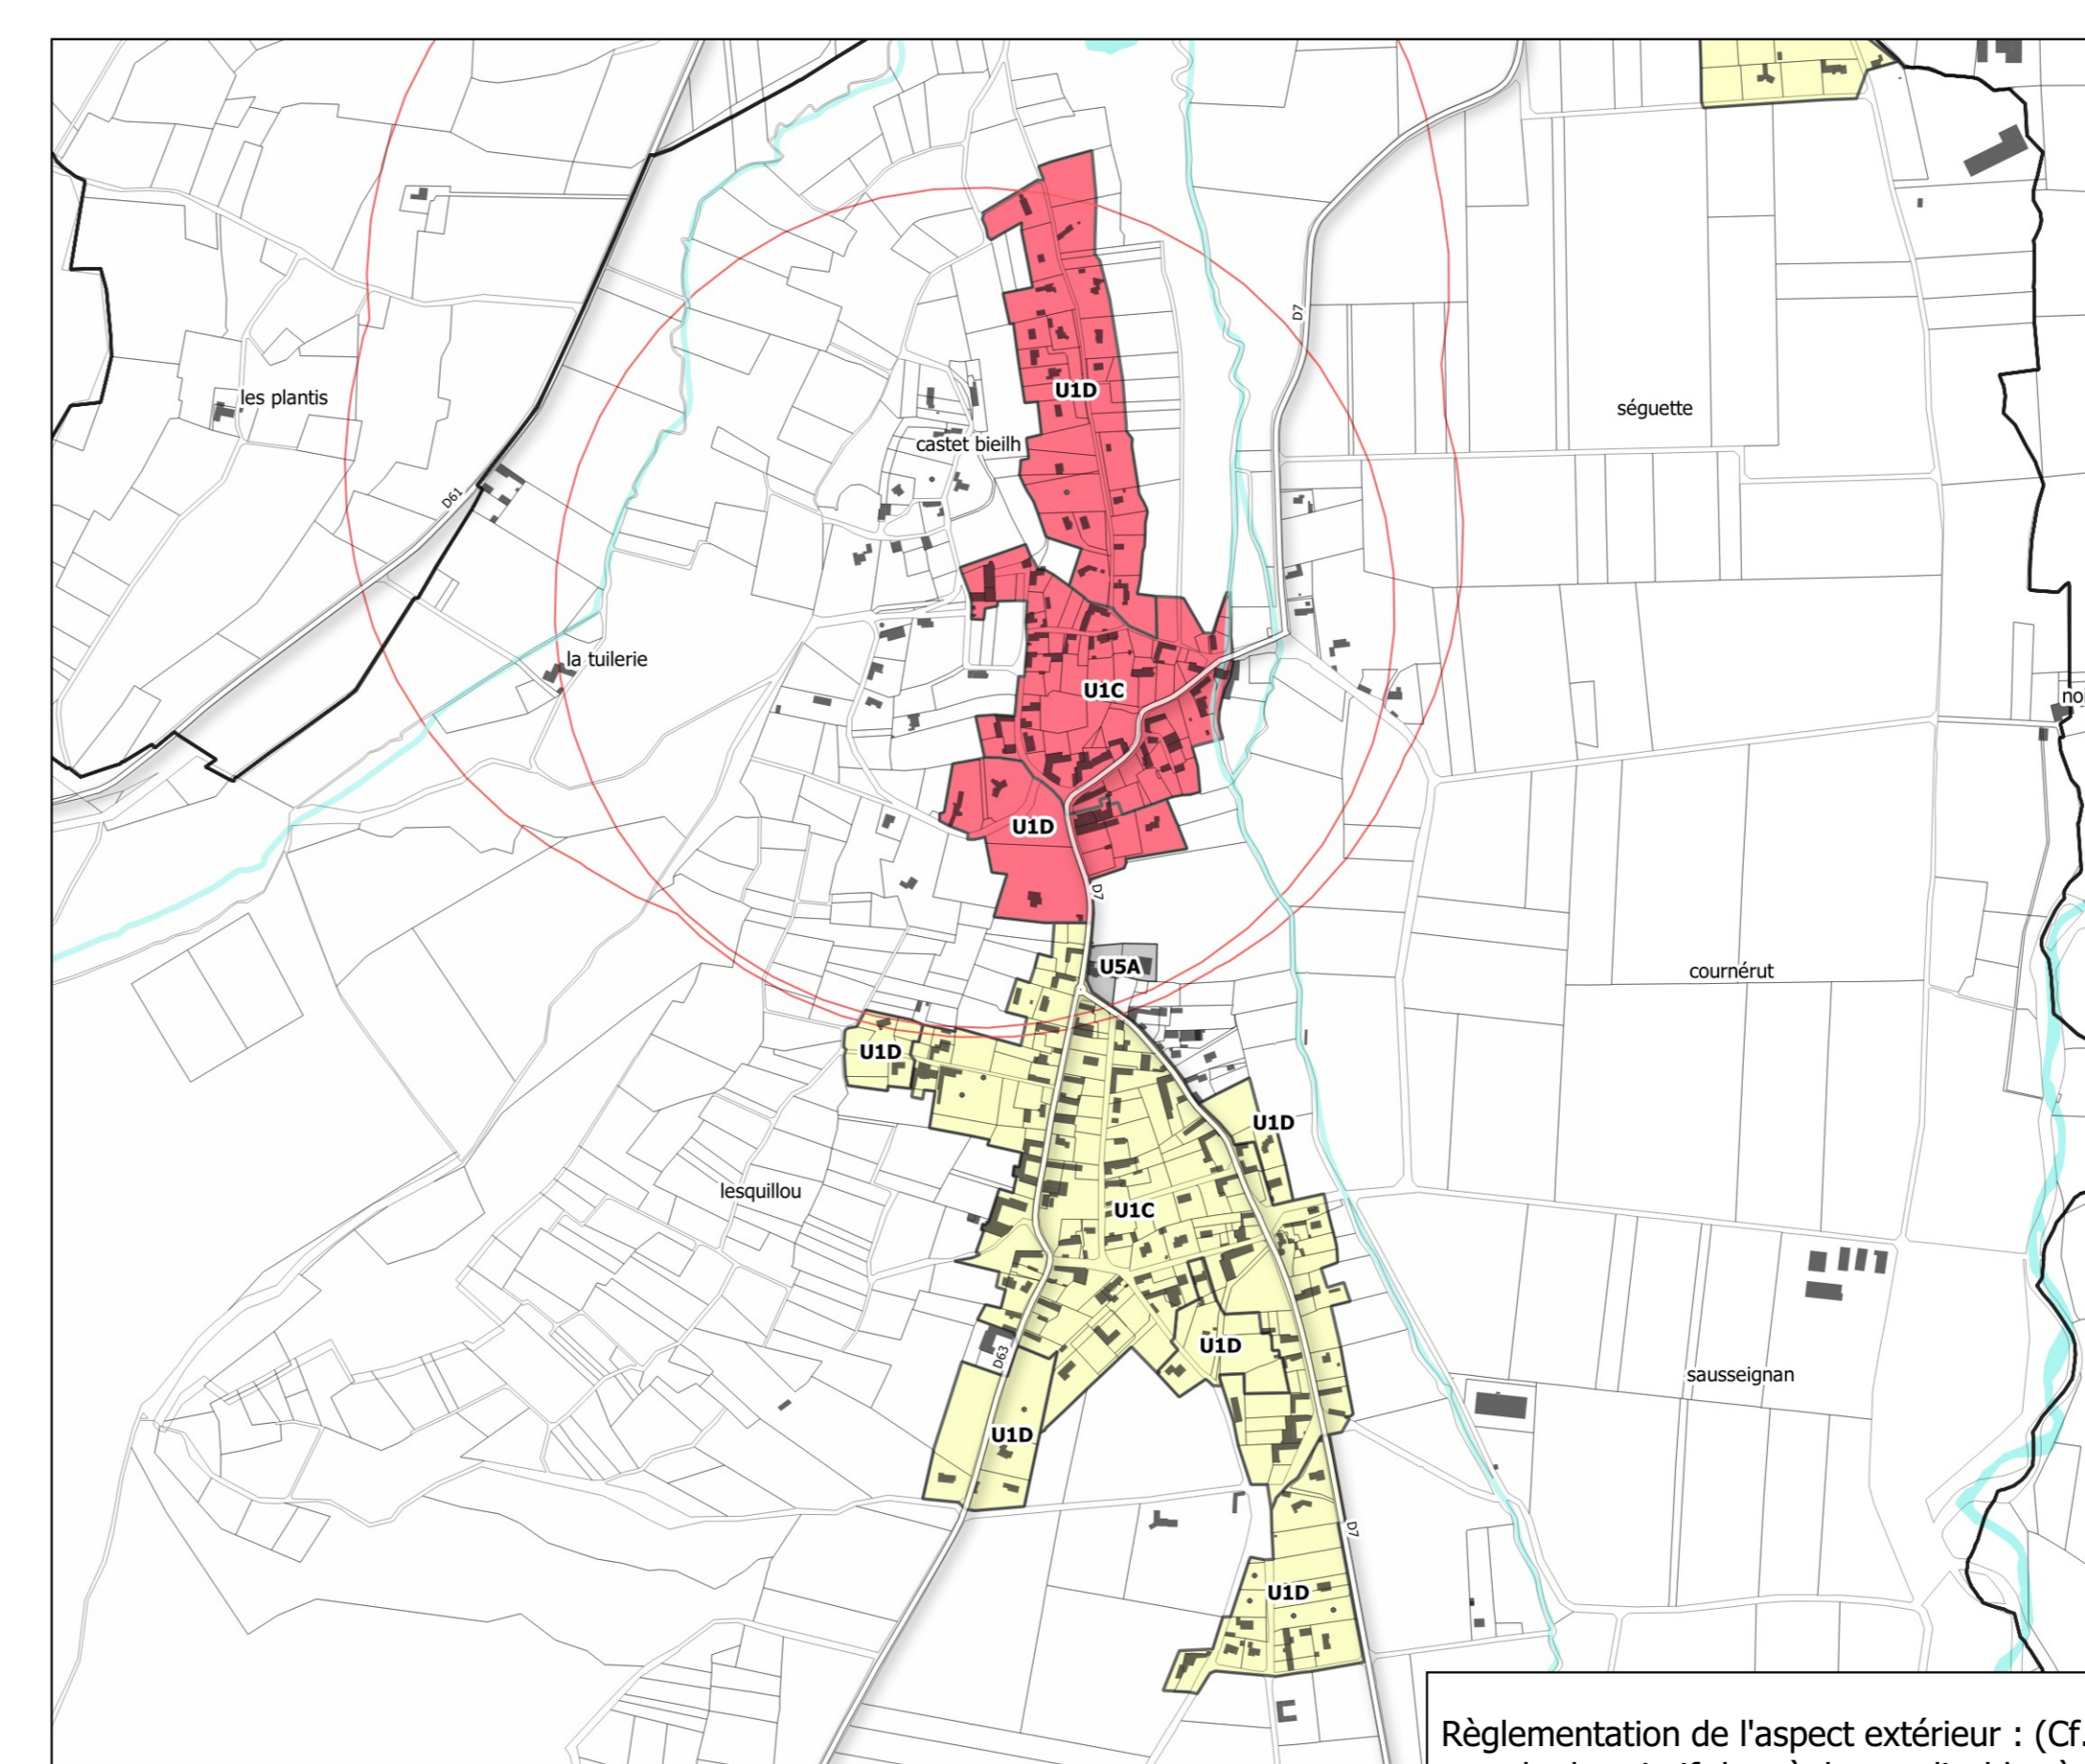 D7
U1D
les plantis
séguette
castet bieilh
D61
la tuilerie
U1C
U1D
D7
U5A
cournérut
U1D
U1D
lesquillou
U1C
U1D
D63
sausseignan
U1D
D7
U1D
Règlementation de l'aspect extérieur : (Cf.